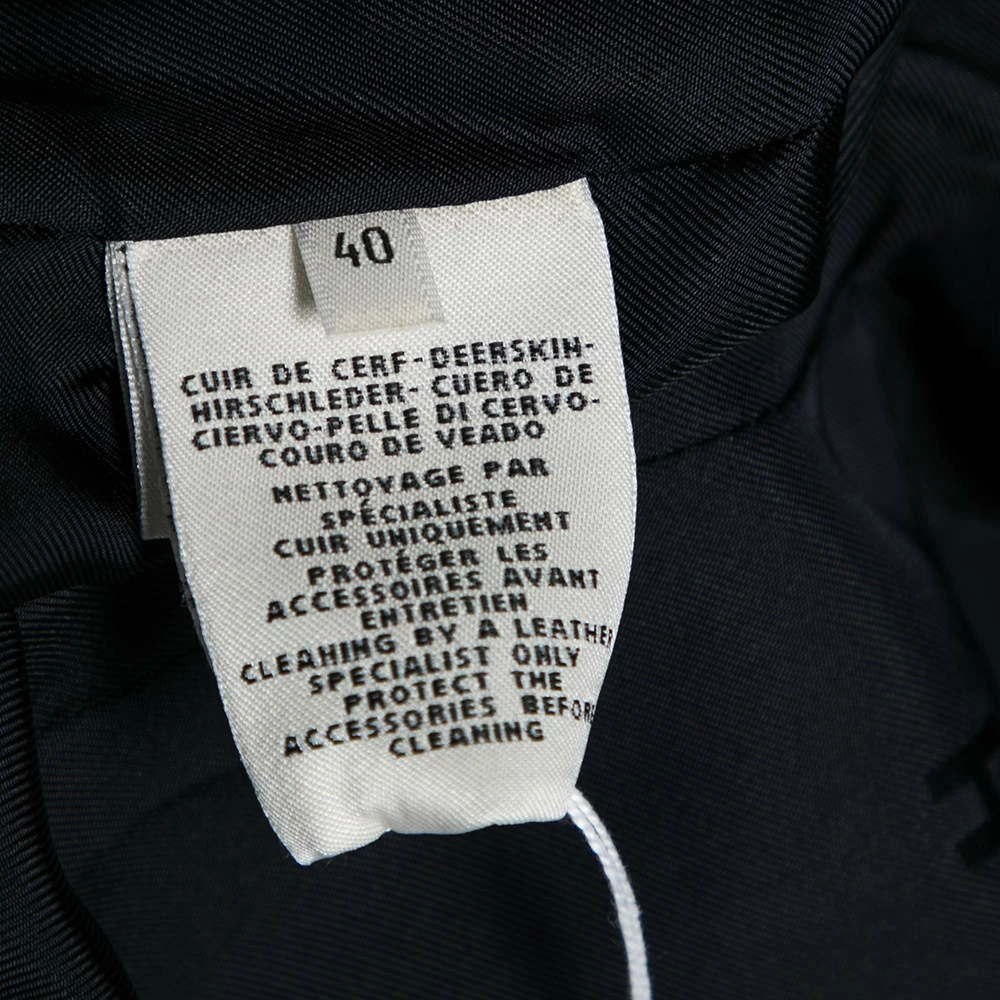 40
CUIR DE CERF-DEERSKIN-
HIRSCHLEDER- CUERO DE
CIERVO-PELLE DI CERVO-
COURO DE VEADO
NETTOYAGE PAR
SPÉCIALISTE
CUIR UNIQUEMENT
PROTÉGER LES
ACCESSOIRES AVANT
ENTRETIEN
CLEANING BY A LEATHER
SPECIALIST ONLY
PROTECT THE
ACCESSORIES BEFORE
CLEANING